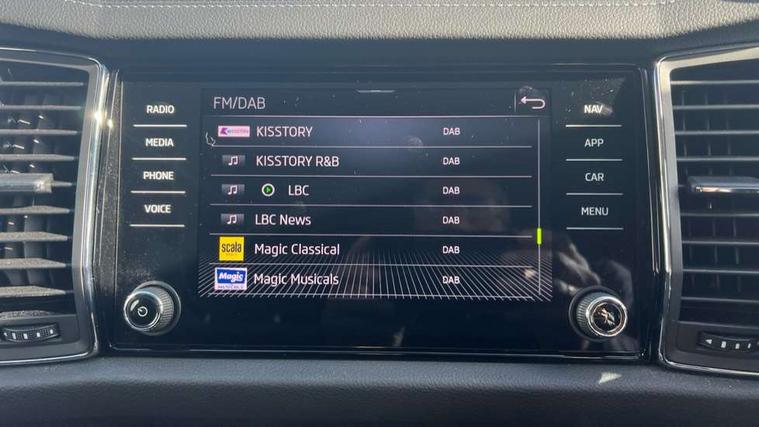 FM/DAB
RADIO
MEDIA
PHONE
VOICE
KISSTORY DAB
KISSTORY R&B DAB
LBC DAB
LBC News DAB
scala
Magic Classical DAB
Magic
Magic Musicals DAB
NAV
APP
CAR
MENU